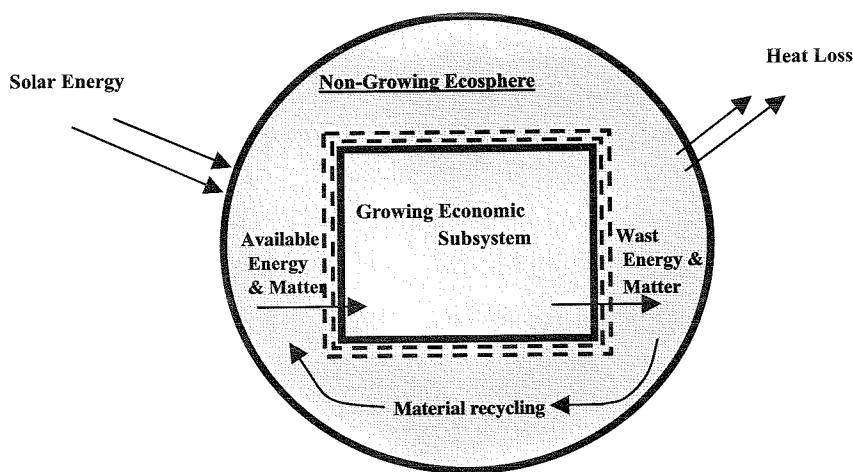 Heat Loss
Solar Energy
Non-Growing Ecosphere
Growing Economic
Subsystem
Available
Energy
& Matter
Wast
Energy &
Matter
Material recycling